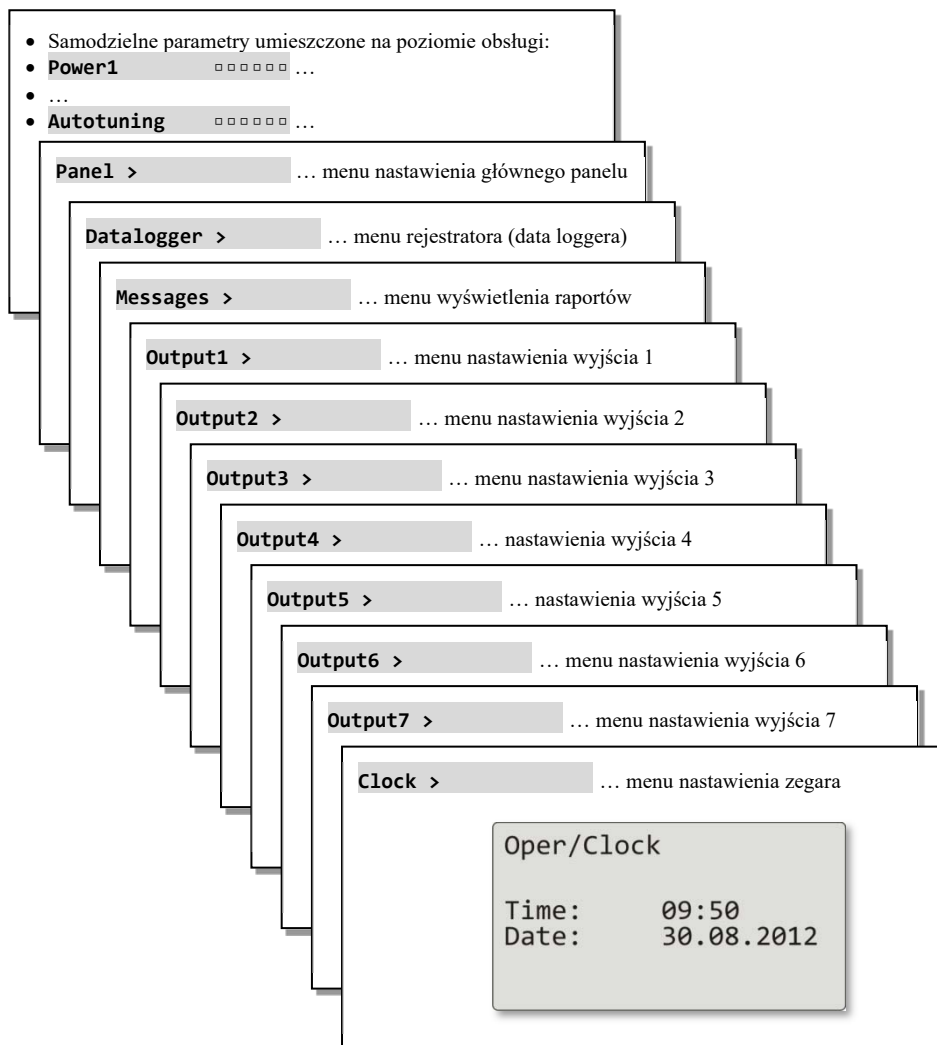 • Samodzielne parametry umieszczone na poziomie obsługi:
• Power1 □□□□□□ …
• …
• Autotuning □□□□□□ …
Panel > … menu nastawienia głównego panelu
Datalogger > … menu rejestratora (data loggera)
Messages > … menu wyświetlenia raportów
Output1 > … menu nastawienia wyjścia 1
Output2 > … menu nastawienia wyjścia 2
Output3 > … menu nastawienia wyjścia 3
Output4 > … nastawienia wyjścia 4
Output5 > … nastawienia wyjścia 5
Output6 > … menu nastawienia wyjścia 6
Output7 > … menu nastawienia wyjścia 7
Clock > … menu nastawienia zegara
Oper/Clock
Time: 09:50
Date: 30.08.2012